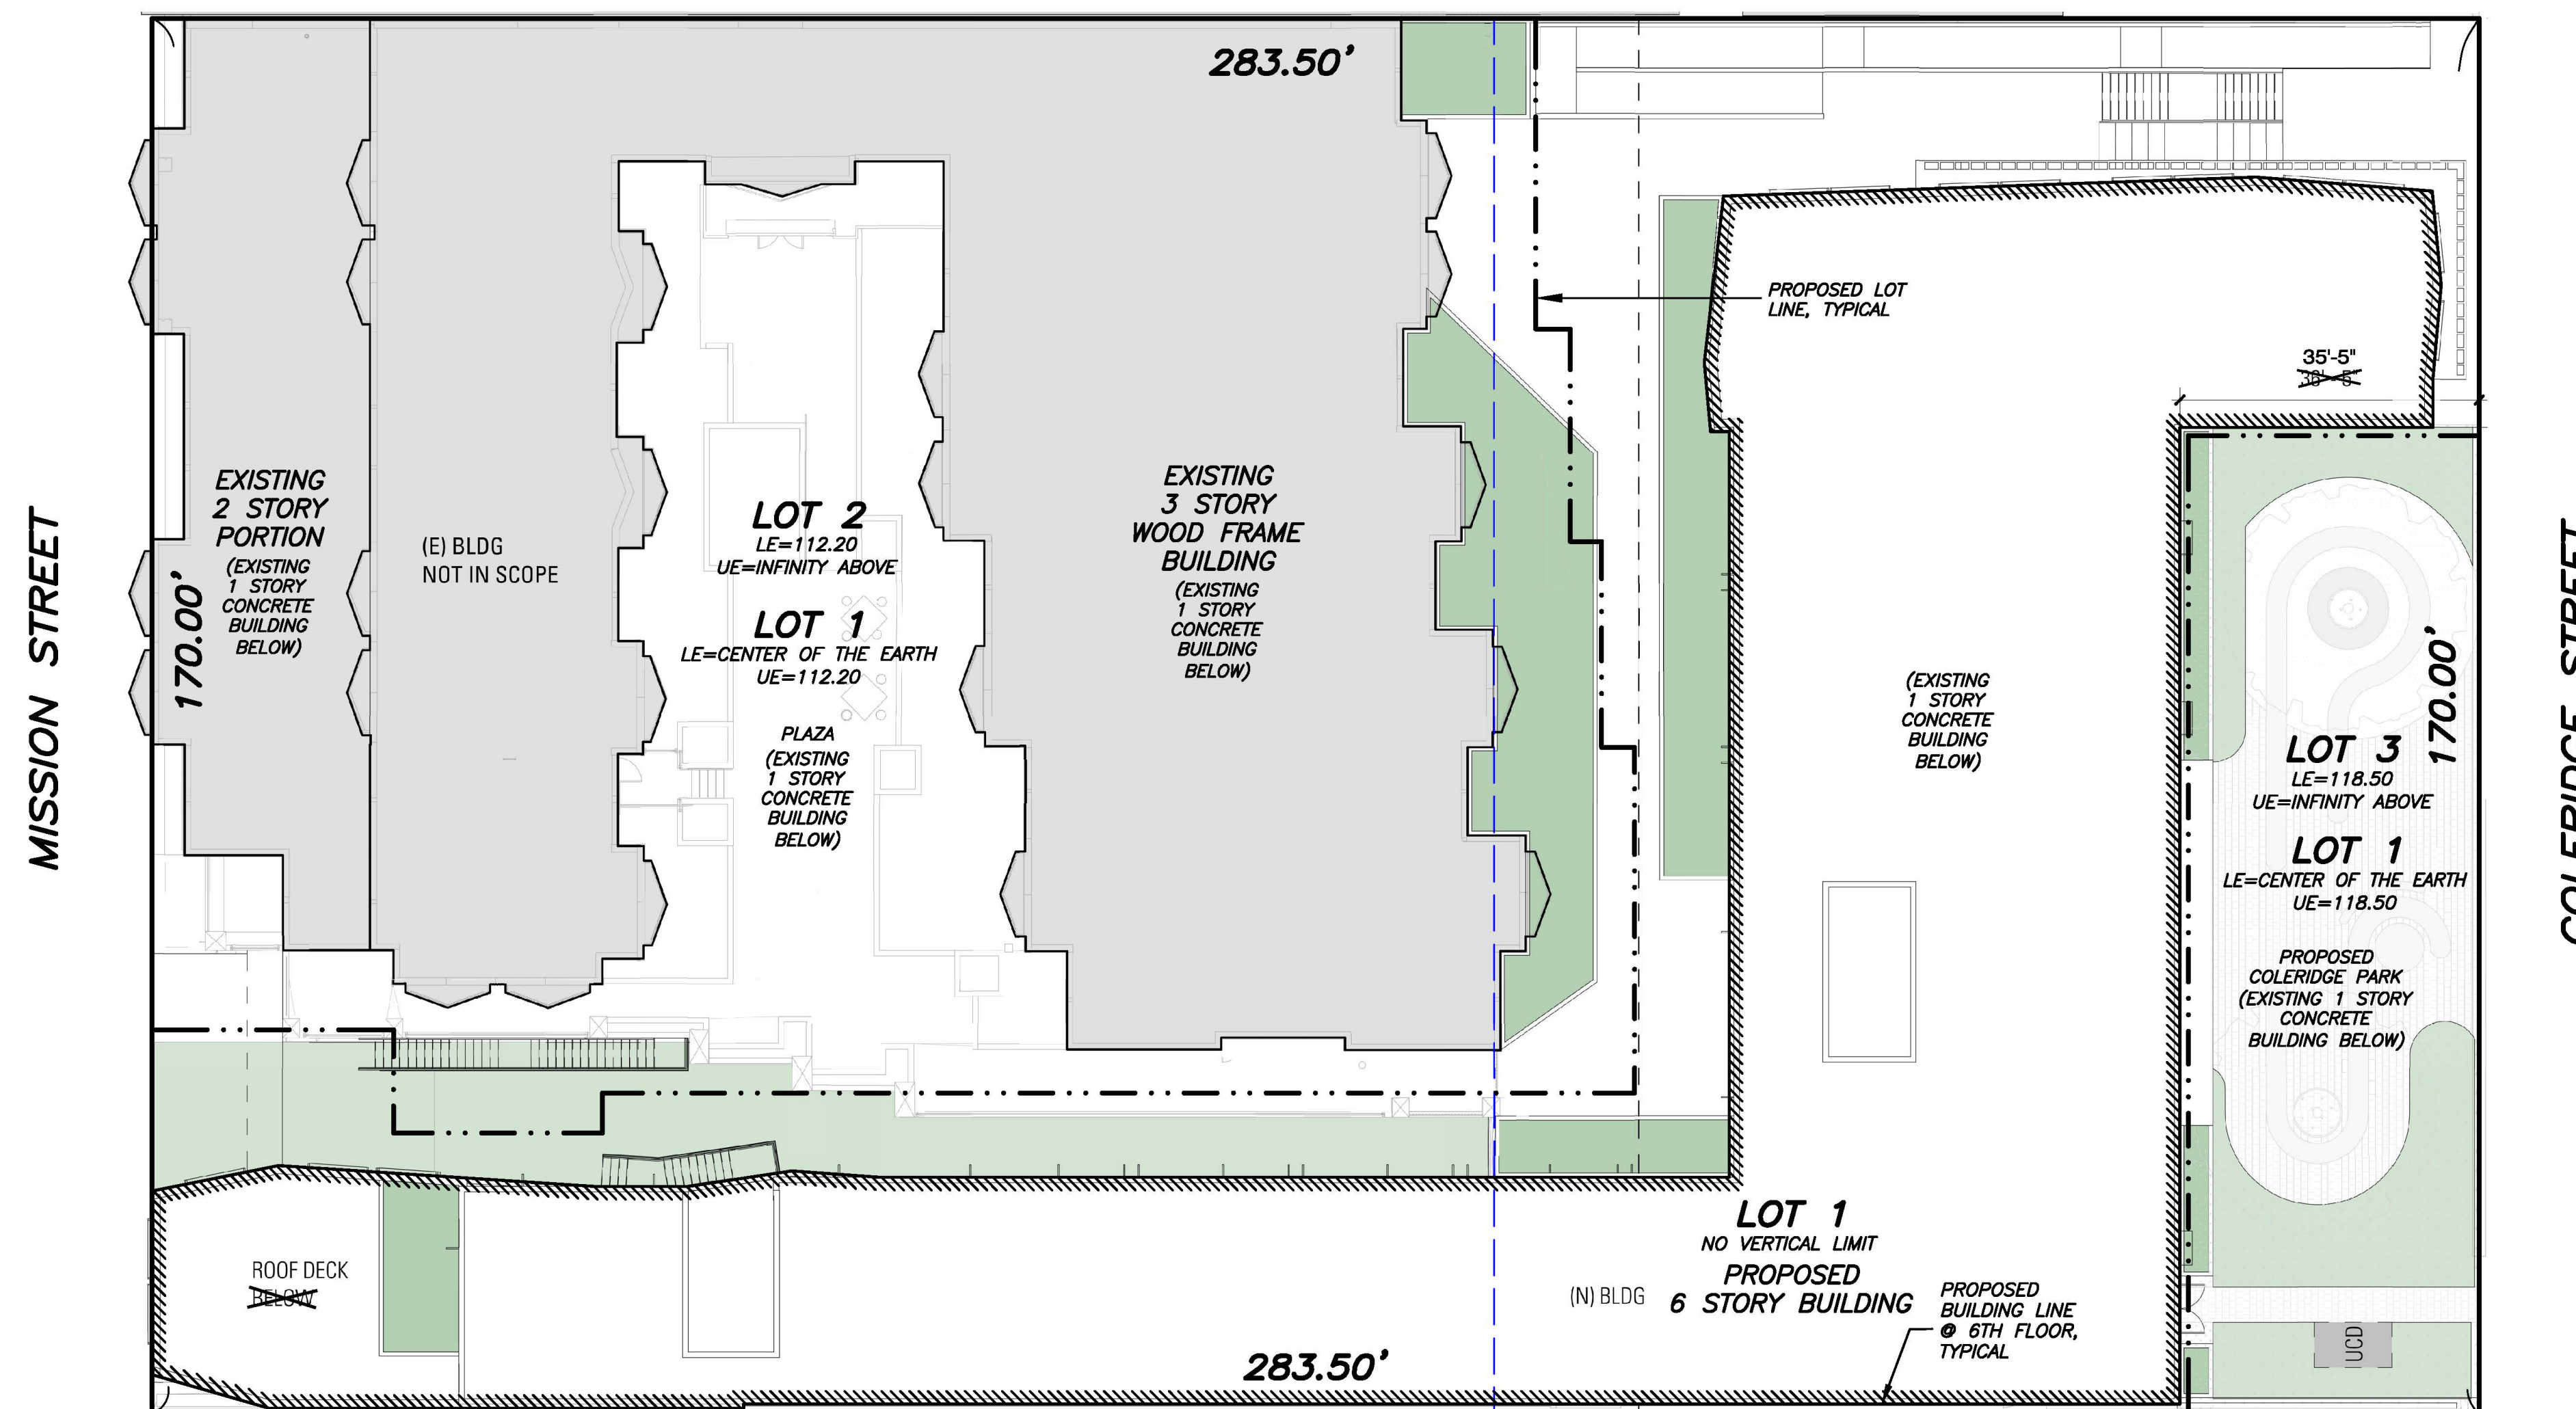 283.50'
MISSION STREET
170.00'
EXISTING
2 STORY
PORTION
(EXISTING
1 STORY
CONCRETE
BUILDING
BELOW)
(E) BLDG
NOT IN SCOPE
LOT 2
LE=112.20
UE=INFINITY ABOVE
LOT 1
LE=CENTER OF THE EARTH
UE=112.20
PLAZA
(EXISTING
1 STORY
CONCRETE
BUILDING
BELOW)
EXISTING
3 STORY
WOOD FRAME
BUILDING
(EXISTING
1 STORY
CONCRETE
BUILDING
BELOW)
PROPOSED LOT
LINE, TYPICAL
35'-5"
36'-5"
(EXISTING
1 STORY
CONCRETE
BUILDING
BELOW)
170.00'
COLERIDGE STREET
LOT 3
LE=118.50
UE=INFINITY ABOVE
LOT 1
LE=CENTER OF THE EARTH
UE=118.50
PROPOSED
COLERIDGE PARK
(EXISTING 1 STORY
CONCRETE
BUILDING BELOW)
ROOF DECK
BELOW
LOT 1
NO VERTICAL LIMIT
PROPOSED
6 STORY BUILDING
(N) BLDG
PROPOSED
BUILDING LINE
@ 6TH FLOOR,
TYPICAL
UCD
283.50'